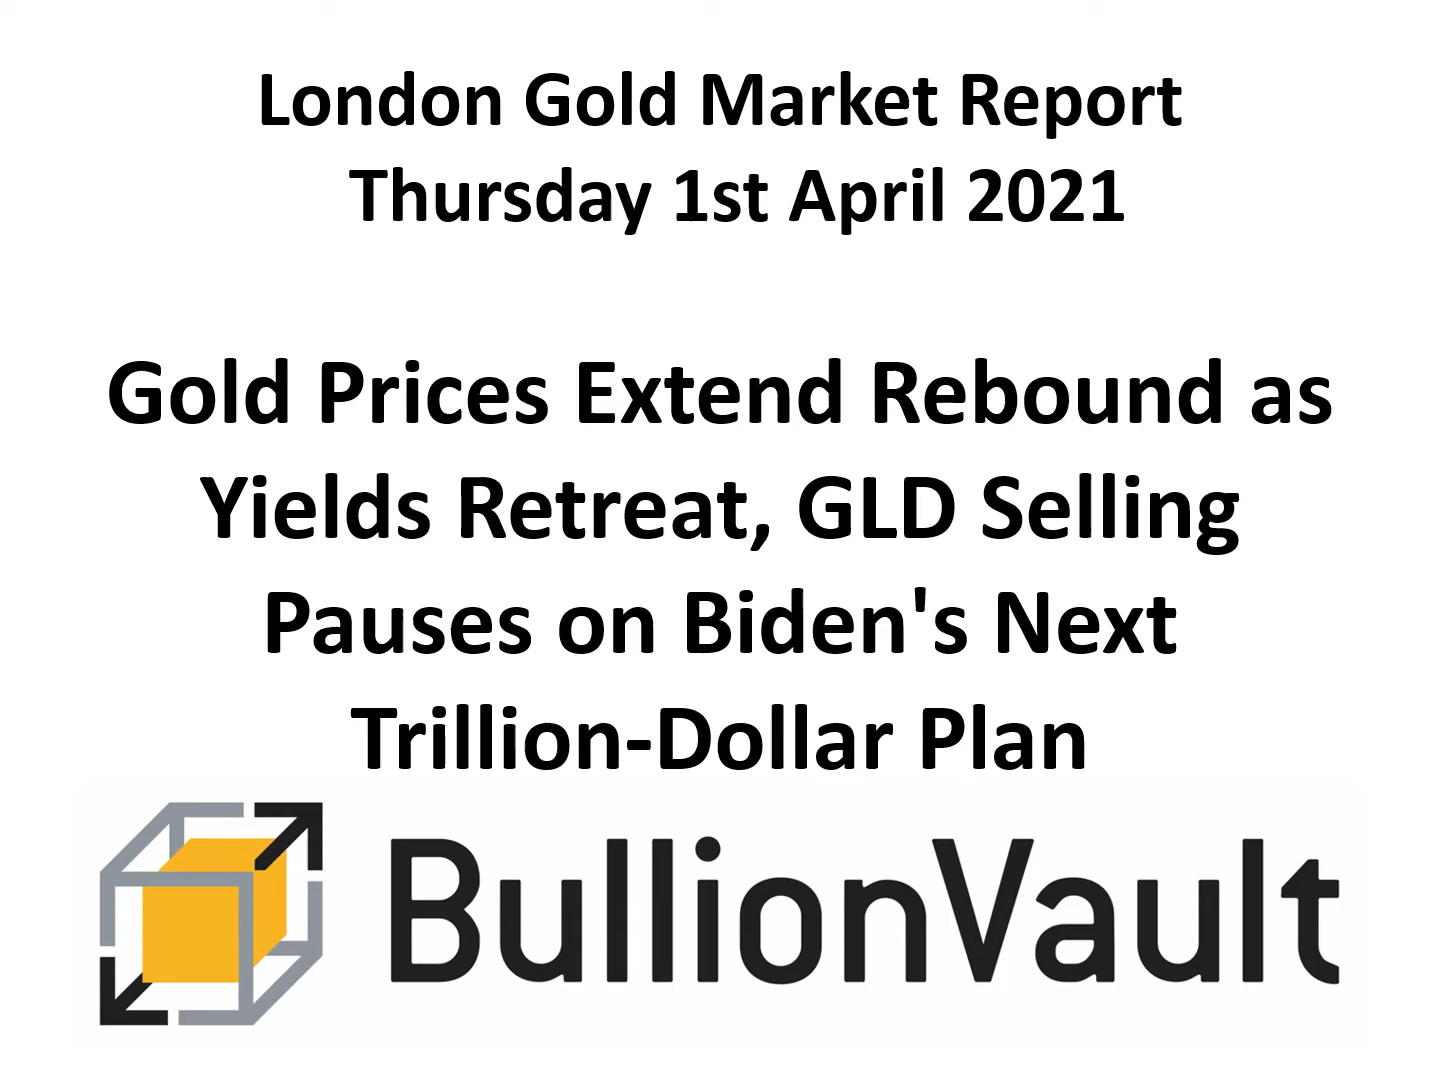 London Gold Market Report
Thursday 1st April 2021
Gold Prices Extend Rebound as
Yields Retreat, GLD Selling
Pauses on Biden's Next
Trillion-Dollar Plan
BullionVault